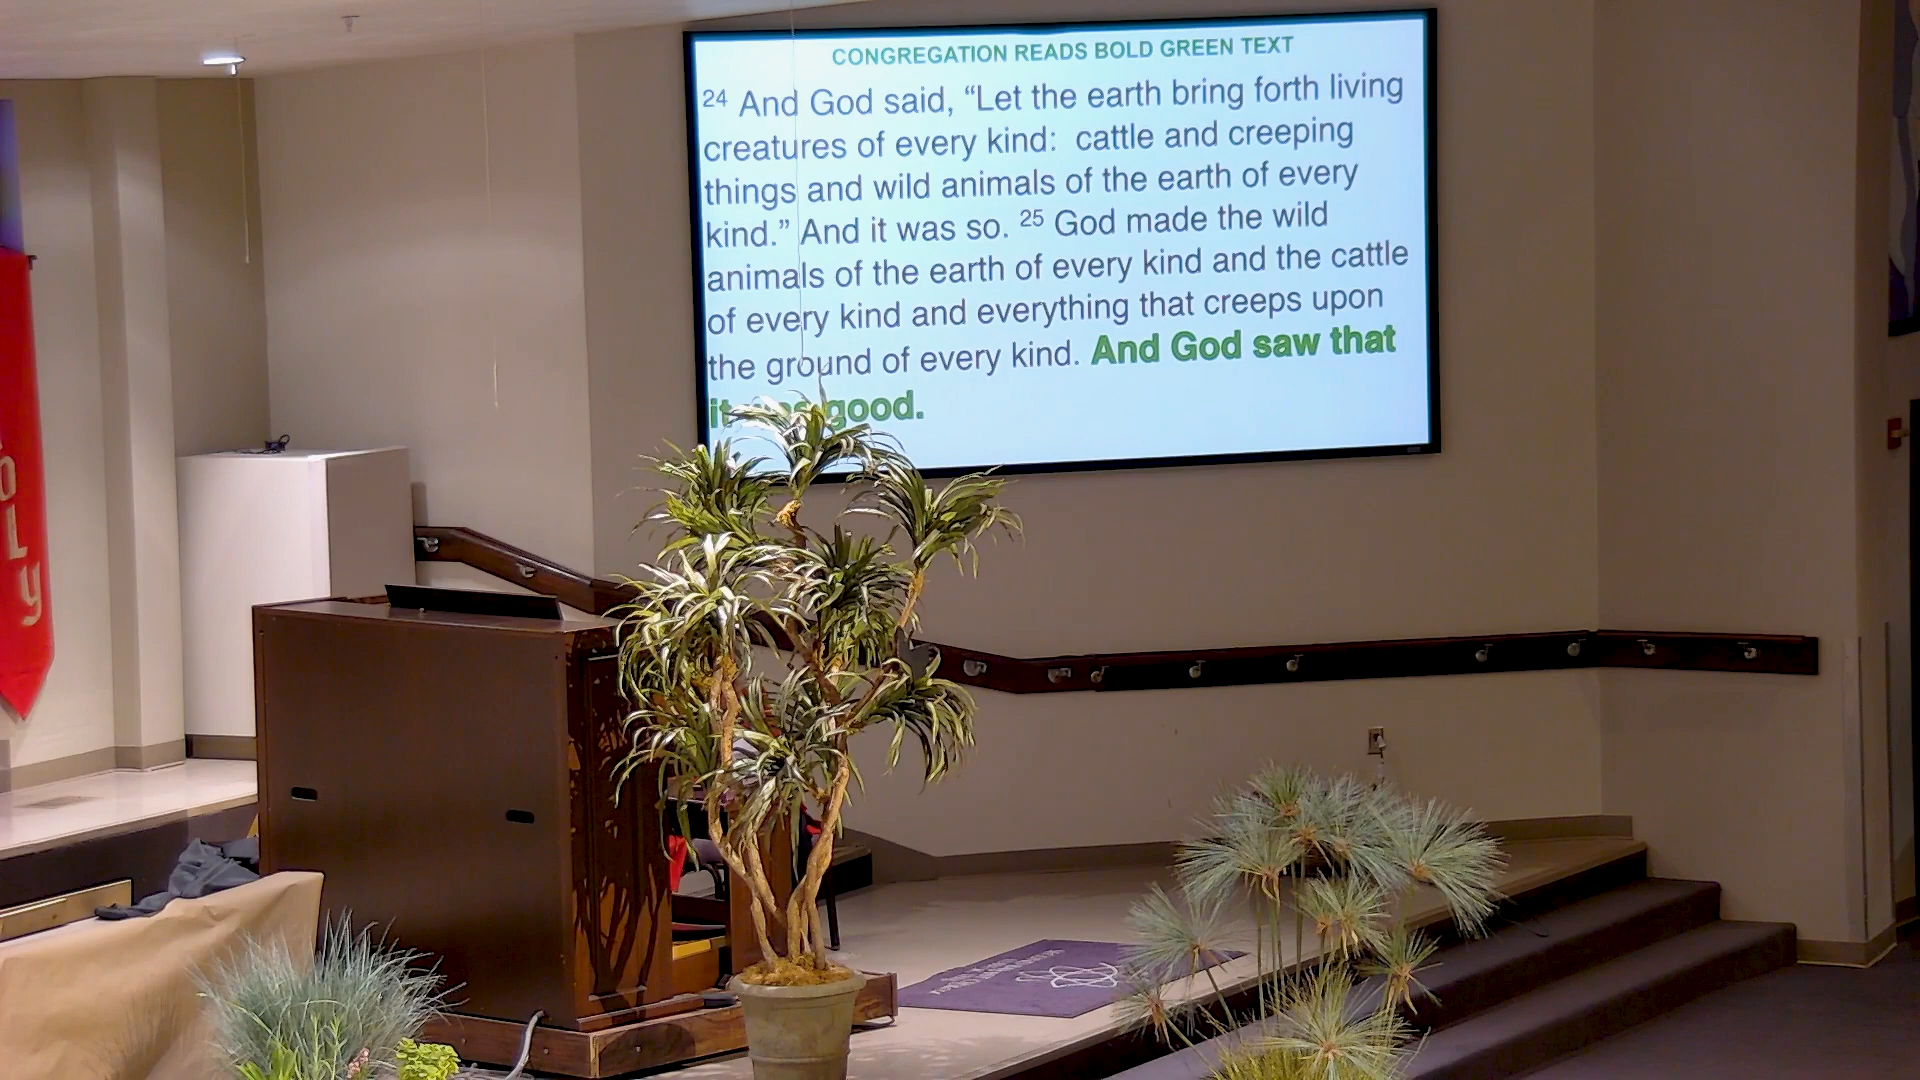 CONGREGATION READS BOLD GREEN TEXT
24 And God said, “Let the earth bring forth living
creatures of every kind: cattle and creeping
things and wild animals of the earth of every
kind.” And it was so. 25 God made the wild
animals of the earth of every kind and the cattle
of every kind and everything that creeps upon
the ground of every kind. And God saw that
it was good.
oly